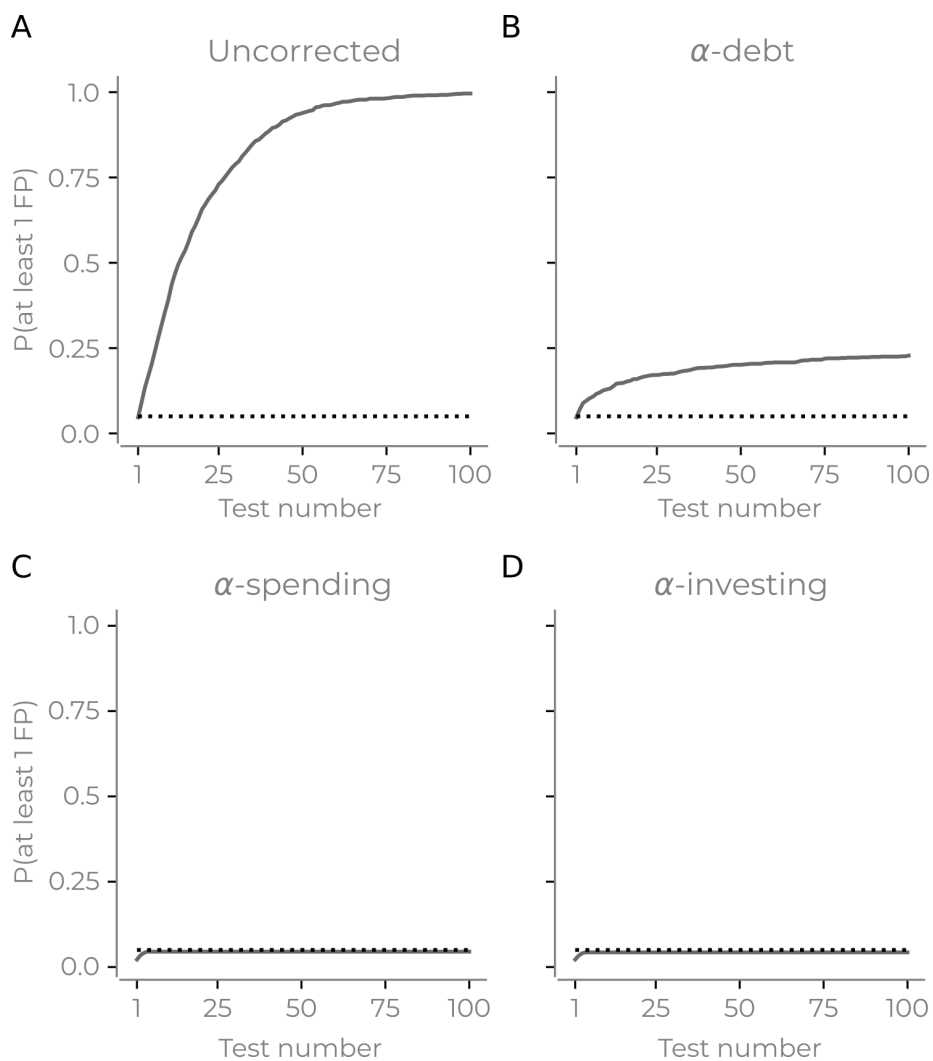 A
Uncorrected
P(at least 1 FP)
1.0
0.75
0.5
0.25
0.0
1 25 50 75 100
Test number
B
α-debt
1 25 50 75 100
Test number
C
α-spending
P(at least 1 FP)
1.0
0.75
0.5
0.25
0.0
1 25 50 75 100
Test number
D
α-investing
1 25 50 75 100
Test number